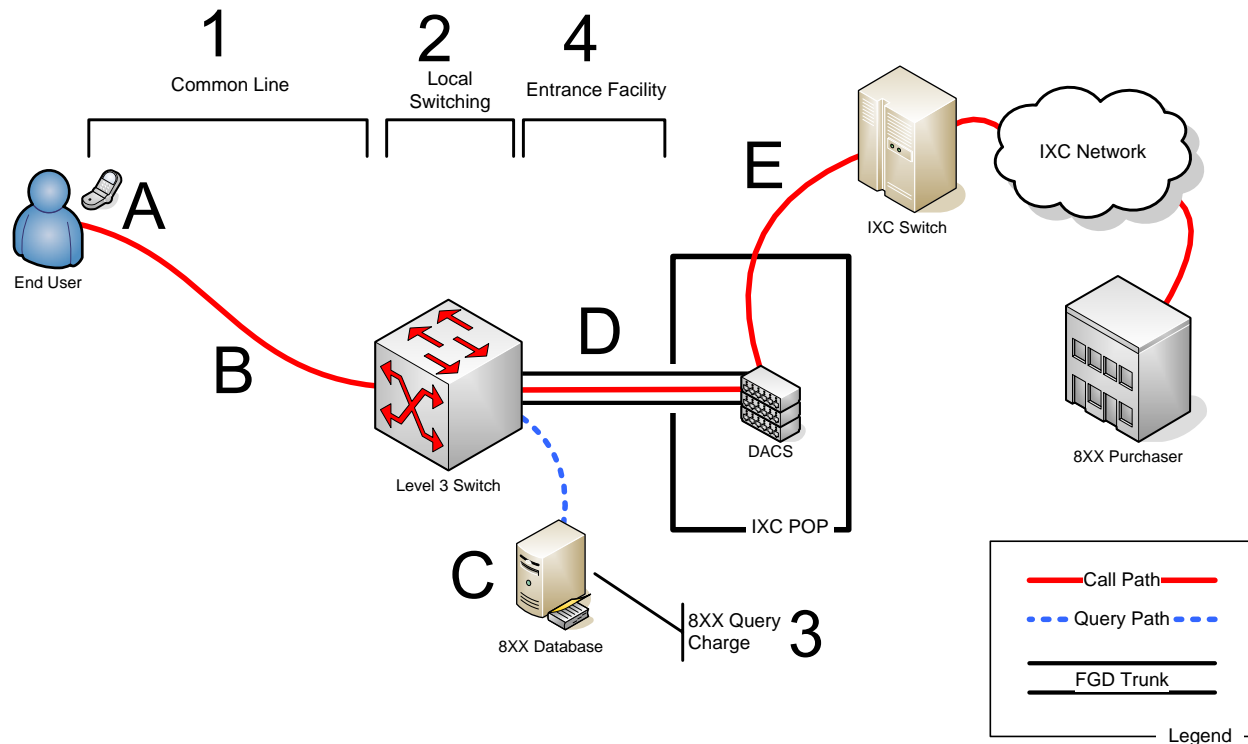 1
2
4
Common Line
Local
Switching
Entrance Facility
A
E
IXC Network
IXC Switch
End User
B
D
DACS
8XX Purchaser
Level 3 Switch
IXC POP
C
8XX Query
Charge
3
8XX Database
Call Path
Query Path
FGD Trunk
Legend